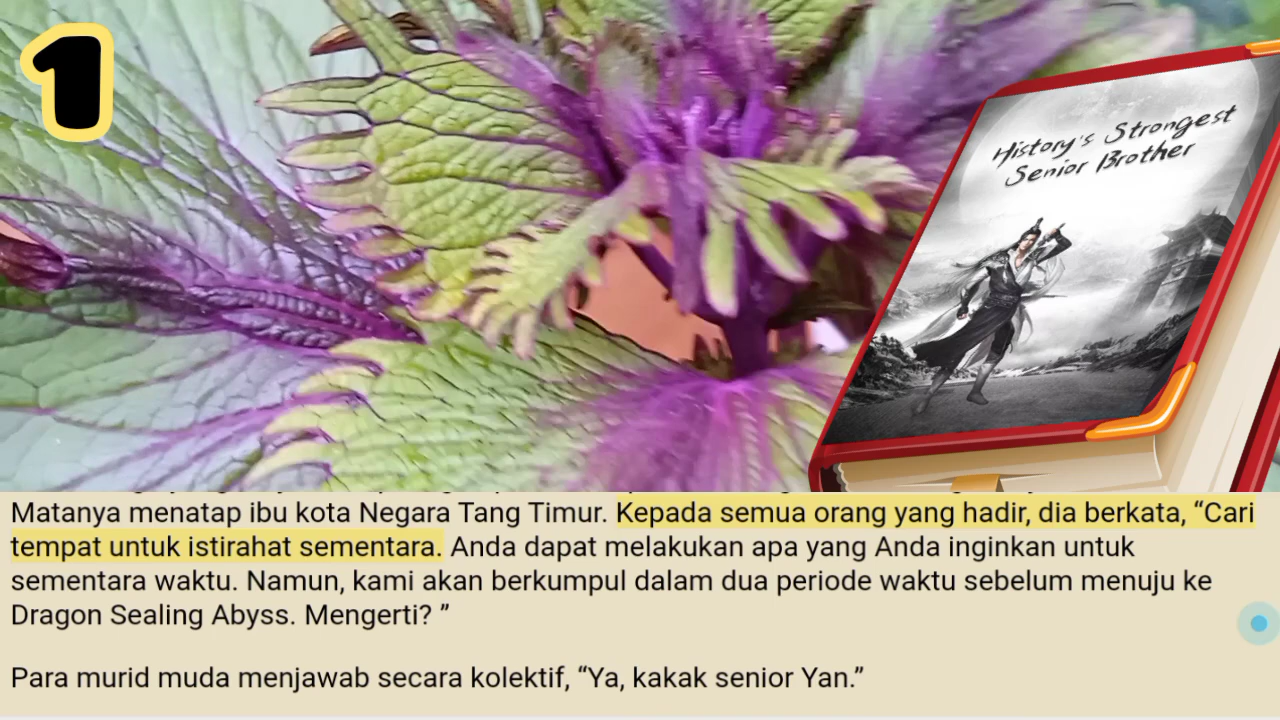 1
History's Strongest
Senior Brother
Matanya menatap ibu kota Negara Tang Timur. Kepada semua orang yang hadir, dia berkata, “Cari
tempat untuk istirahat sementara. Anda dapat melakukan apa yang Anda inginkan untuk
sementara waktu. Namun, kami akan berkumpul dalam dua periode waktu sebelum menuju ke
Dragon Sealing Abyss. Mengerti? ”
Para murid muda menjawab secara kolektif, “Ya, kakak senior Yan.”